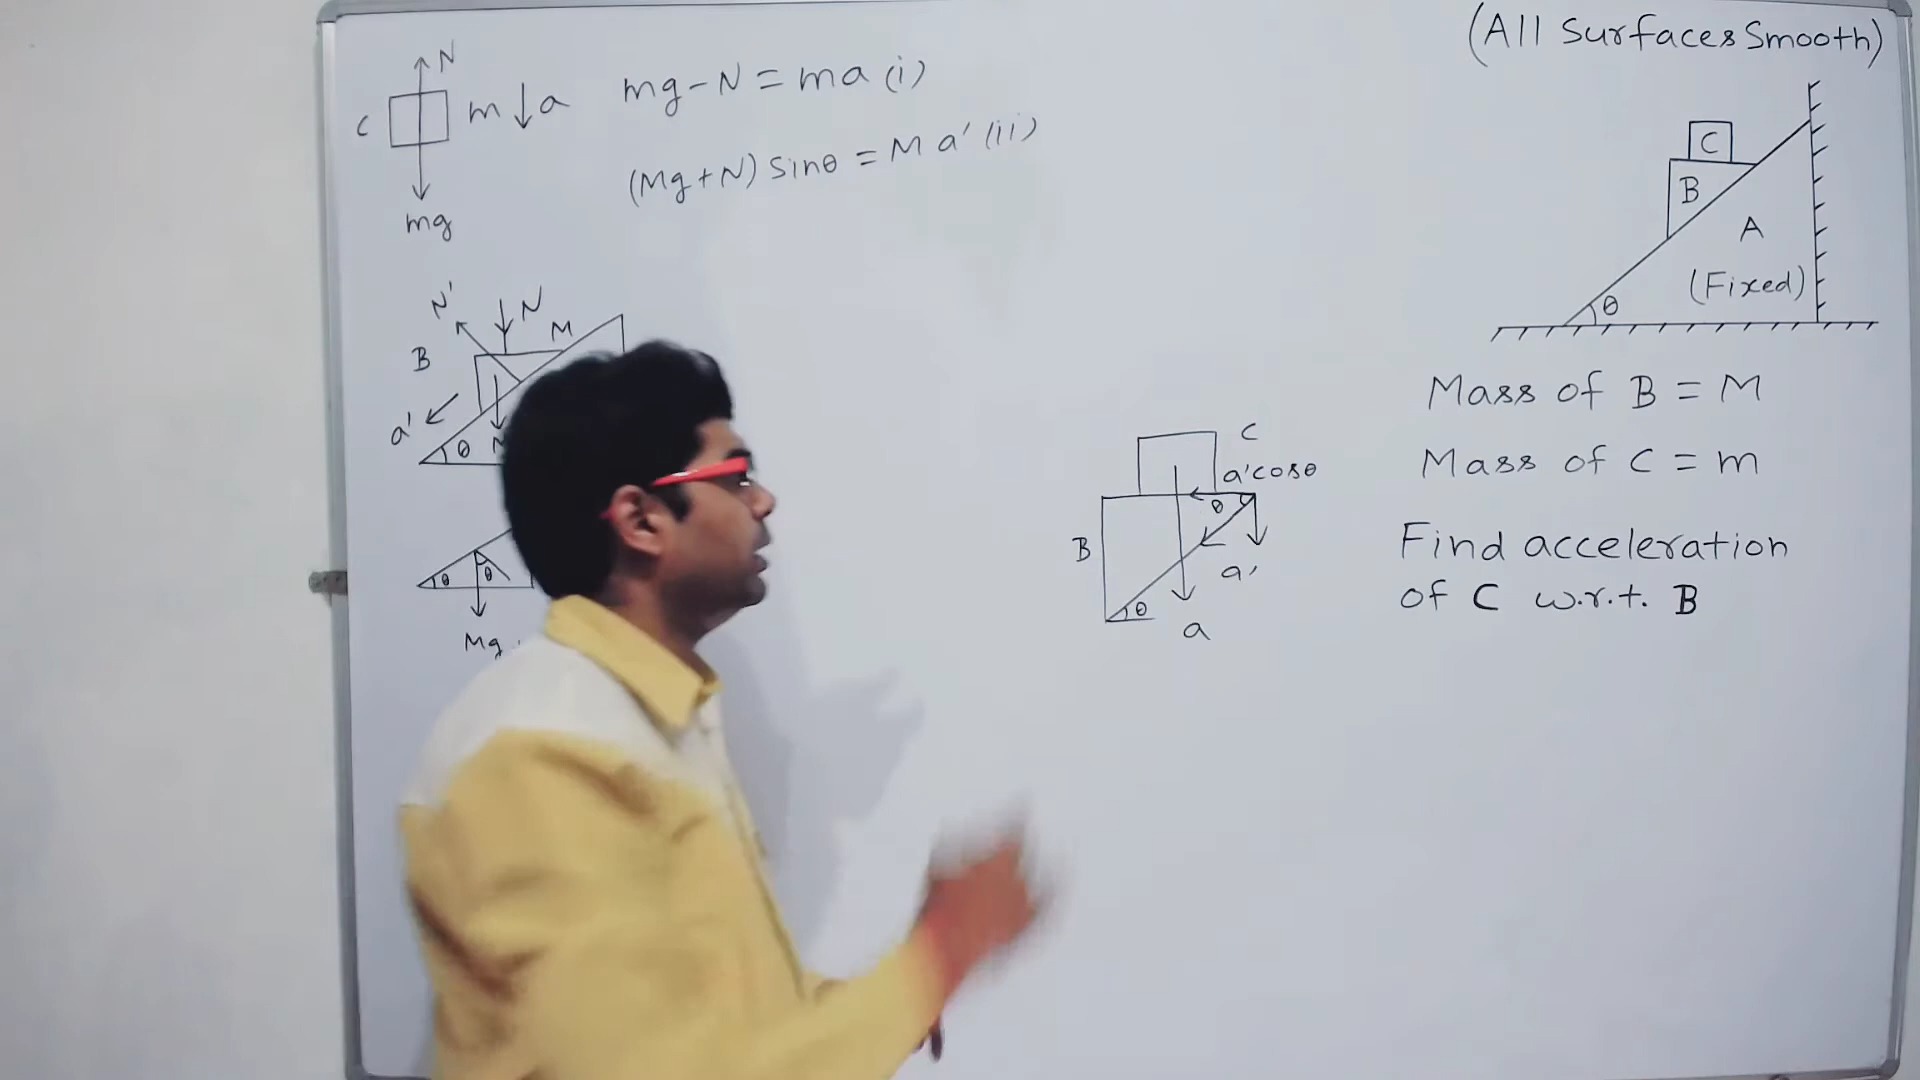 N
C
m
a
mg
mg - N = ma (i)
(Mg + N) sinθ = M a' (ii)
N'
N
M
B
a'
θ
θ
θ
Mg
C
a'cosθ
θ
B
a'
θ
a
(All Surfaces Smooth)
C
B
A
(Fixed)
θ
Mass of B = M
Mass of C = m
Find acceleration
of C w.r.t. B